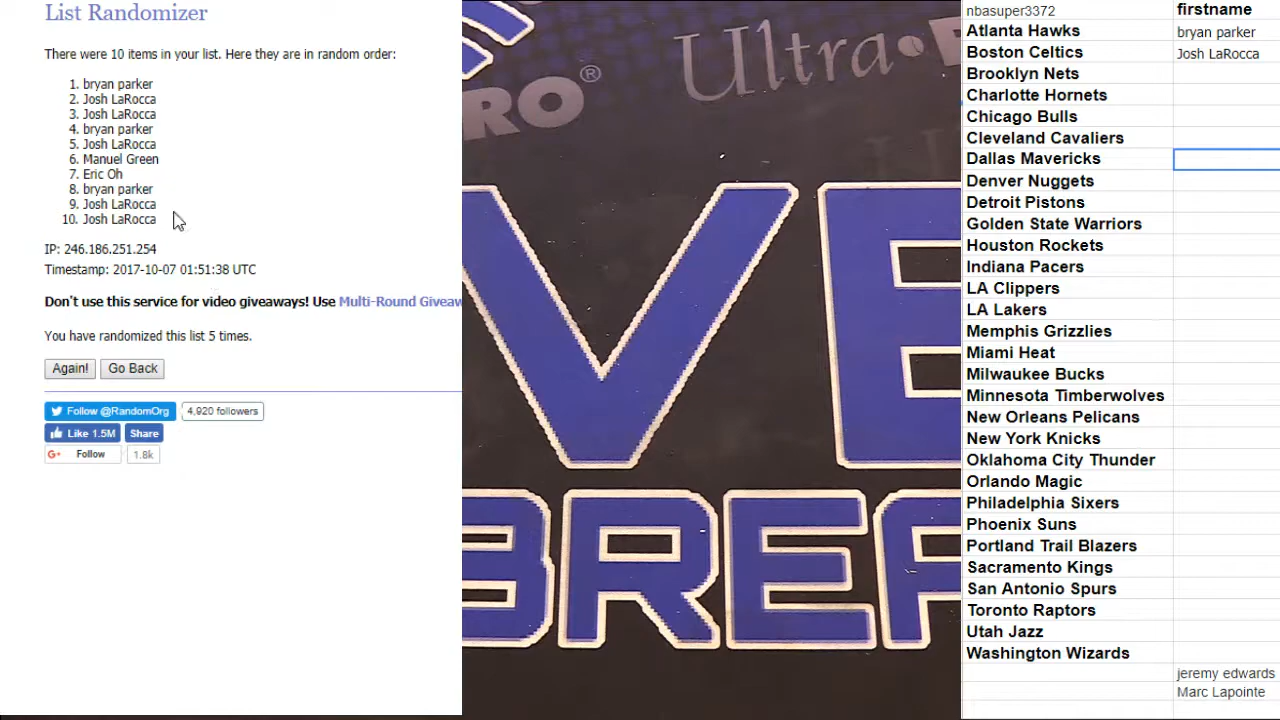 List Randomizer
There were 10 items in your list. Here they are in random order:
1. bryan parker
2. Josh LaRocca
3. Josh LaRocca
4. bryan parker
5. Josh LaRocca
6. Manuel Green
7. Eric Oh
8. bryan parker
9. Josh LaRocca
10. Josh LaRocca
IP: 246.186.251.254
Timestamp: 2017-10-07 01:51:38 UTC
Don't use this service for video giveaways! Use Multi-Round
You have randomized this list 5 times.
Again! Go Back
Follow @RandomOrg 4,920 followers
Like 1.5M Share
G+ Follow 1.8k
Ultra
RO®
VE
BREA
nbasuper3372 firstname
Atlanta Hawks bryan parker
Boston Celtics Josh LaRocca
Brooklyn Nets
Charlotte Hornets
Chicago Bulls
Cleveland Cavaliers
Dallas Mavericks
Denver Nuggets
Detroit Pistons
Golden State Warriors
Houston Rockets
Indiana Pacers
LA Clippers
LA Lakers
Memphis Grizzlies
Miami Heat
Milwaukee Bucks
Minnesota Timberwolves
New Orleans Pelicans
New York Knicks
Oklahoma City Thunder
Orlando Magic
Philadelphia Sixers
Phoenix Suns
Portland Trail Blazers
Sacramento Kings
San Antonio Spurs
Toronto Raptors
Utah Jazz
Washington Wizards
jeremy edwards
Marc Lapointe